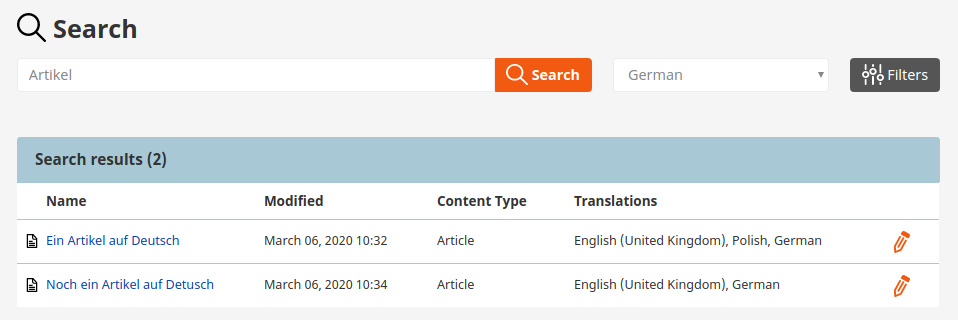 Search
Artikel Search German Filters
Search results (2)
Name Modified Content Type Translations
Ein Artikel auf Deutsch March 06, 2020 10:32 Article English (United Kingdom), Polish, German
Noch ein Artikel auf Detusch March 06, 2020 10:34 Article English (United Kingdom), German